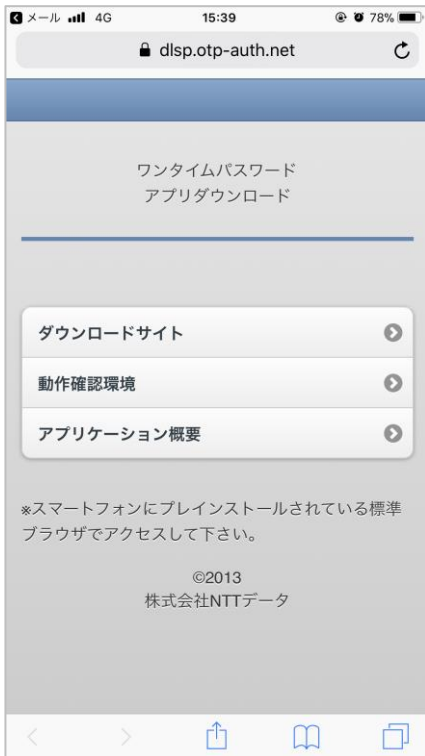 メール 4G 15:39 78%
dlsp.otp-auth.net
ワンタイムパスワード
アプリダウンロード
ダウンロードサイト
動作確認環境
アプリケーション概要
※スマートフォンにプレインストールされている標準
ブラウザでアクセスして下さい。
©2013
株式会社NTTデータ